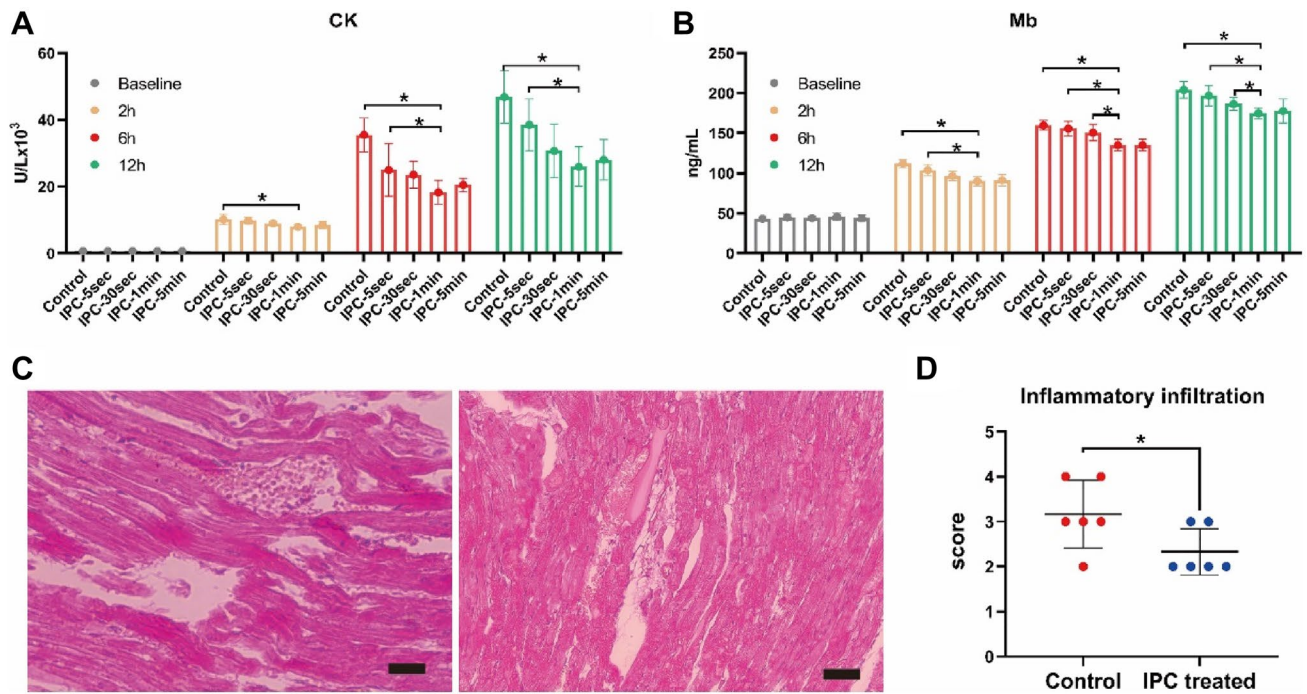 A
CK
U/Lx10³
60
40
20
0
Baseline
2h
6h
12h
*
*
*
*
*
Control
IPC-5sec
IPC-30sec
IPC-1min
IPC-5min
Control
IPC-5sec
IPC-30sec
IPC-1min
IPC-5min
Control
IPC-5sec
IPC-30sec
IPC-1min
IPC-5min
Control
IPC-5sec
IPC-30sec
IPC-1min
IPC-5min
B
Mb
ng/mL
250
200
150
100
50
0
Baseline
2h
6h
12h
*
*
*
*
*
*
*
*
Control
IPC-5sec
IPC-30sec
IPC-1min
IPC-5min
Control
IPC-5sec
IPC-30sec
IPC-1min
IPC-5min
Control
IPC-5sec
IPC-30sec
IPC-1min
IPC-5min
Control
IPC-5sec
IPC-30sec
IPC-1min
IPC-5min
C
D
Inflammatory infiltration
score
5
4
3
2
1
0
*
Control
IPC treated